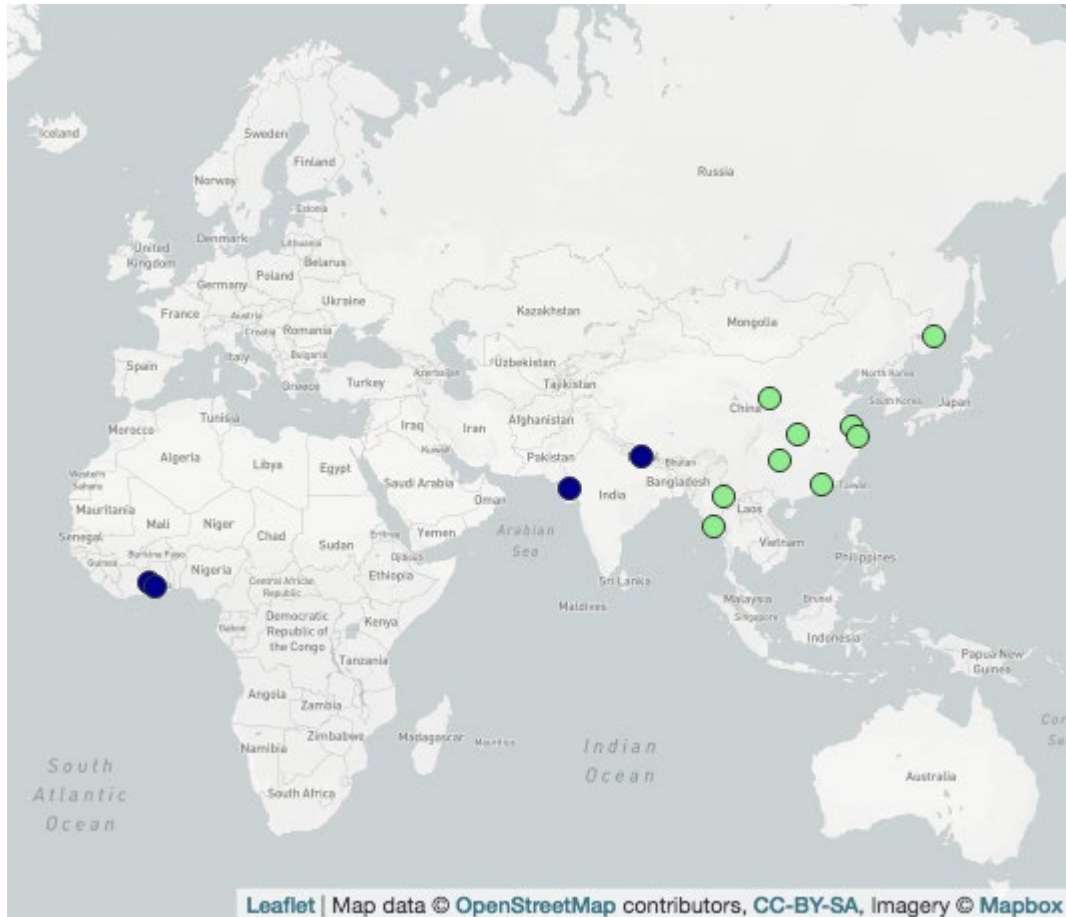 Iceland
Sweden
Finland
Norway
Russia
Estonia
Denmark
Lithuania
United
Kingdom
Belarus
Poland
Germany
Ukraine
France
Austria
Kazakhstan
Mongolia
Croatia
Romania
Bulgaria
Italy
Spain
Uzbekistan
North Korea
Azerbaijan
Greece
Turkey
Tajikistan
South Korea
Japan
China
Tunisia
Afghanistan
Morocco
Iraq
Iran
Kuwait
Pakistan
Algeria
Libya
Egypt
Bhutan
Western
Sahara
Saudi Arabia
Bangladesh
Taiwan
Oman
India
Mauritania
Mali
Niger
Laos
Chad
Arabian
Sea
Senegal
Sudan
Eritrea
Yemen
Vietnam
Burkina Faso
Djibouti
Philippines
Guinea
Nigeria
Ethiopia
Central African
Republic
Sri Lanka
Malaysia
Brunei
Maldives
Singapore
Democratic
Republic of
the Congo
Gabon
Kenya
Indonesia
Papua New
Guinea
Tanzania
Angola
Zambia
Zimbabwe
Madagascar
Mauritius
Namibia
Indian
Ocean
South
Atlantic
Ocean
South Africa
Australia
Leaflet | Map data © OpenStreetMap contributors, CC-BY-SA, Imagery © Mapbox